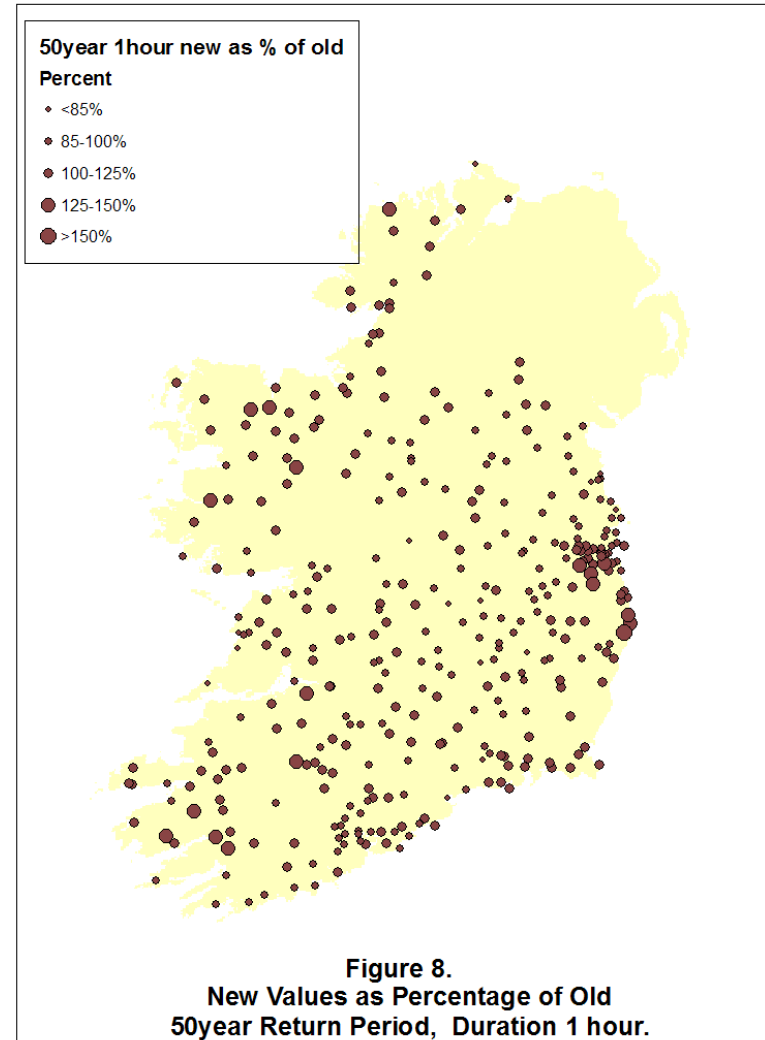 50year 1hour new as % of old
Percent
<85%
85-100%
100-125%
125-150%
>150%
Figure 8.
New Values as Percentage of Old
50year Return Period, Duration 1 hour.